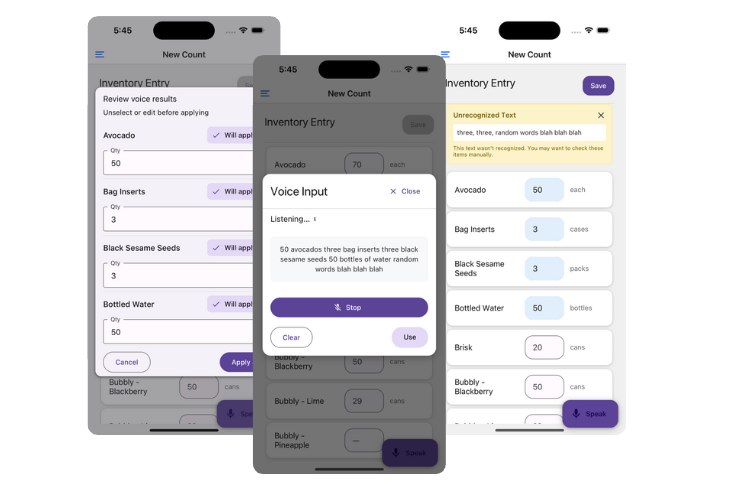 5:45
New Count
Inventory Entry
Review voice results
Unselect or edit before applying
Avocado
Will
Qty
50
Bag Inserts
Will
Qty
3
Black Sesame Seeds
Will
Qty
3
Bottled Water
Will
Qty
50
Cancel
Apply
Bubbly -
Blackberry
50
cans
5:45
New Count
Inventory Entry
Save
Avocado
70
each
Voice Input
× Close
Listening...
50 avocados three bag inserts three black
sesame seeds 50 bottles of water random
words blah blah blah
Stop
Clear
Use
Bubbly -
Blackberry
50
cans
Bubbly - Lime
29
cans
Bubbly -
Pineapple
—
Speak
5:45
New Count
Inventory Entry
Save
Unrecognized Text
three, three, random words blah blah blah
This text wasn't recognized. You may want to check these
items manually.
Avocado
50
each
Bag Inserts
3
cases
Black Sesame
Seeds
3
packs
Bottled Water
50
bottles
Brisk
20
cans
Bubbly -
Blackberry
50
cans
Speak